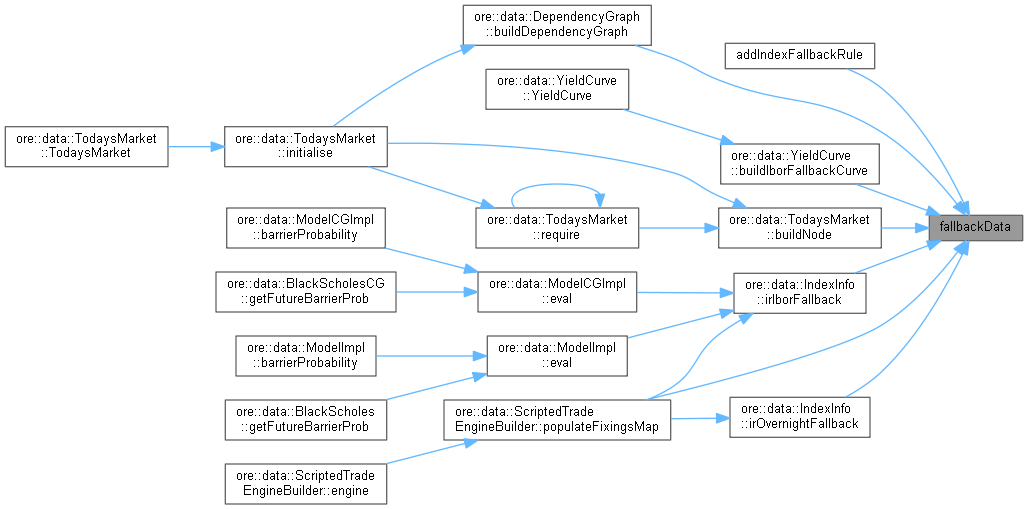 ore::data::DependencyGraph
::buildDependencyGraph
addIndexFallbackRule
ore::data::YieldCurve
::YieldCurve
ore::data::TodaysMarket
::TodaysMarket
ore::data::TodaysMarket
::initialise
ore::data::YieldCurve
::buildIborFallbackCurve
ore::data::ModelCGImpl
::barrierProbability
ore::data::TodaysMarket
::require
ore::data::TodaysMarket
::buildNode
fallbackData
ore::data::BlackScholesCG
::getFutureBarrierProb
ore::data::ModelCGImpl
::eval
ore::data::IndexInfo
::irIborFallback
ore::data::ModelImpl
::barrierProbability
ore::data::ModelImpl
::eval
ore::data::BlackScholes
::getFutureBarrierProb
ore::data::ScriptedTrade
EngineBuilder::populateFixingsMap
ore::data::IndexInfo
::irOvernightFallback
ore::data::ScriptedTrade
EngineBuilder::engine